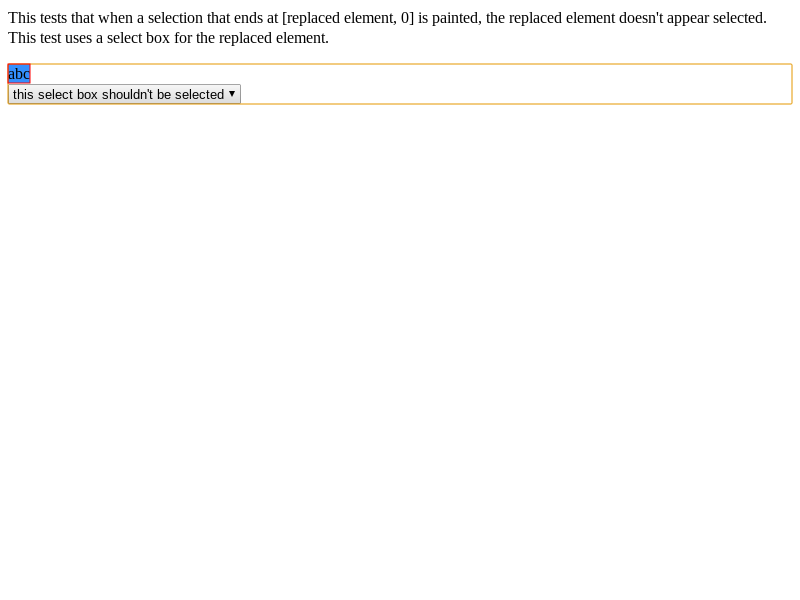 This tests that when a selection that ends at [replaced element, 0] is painted, the replaced element doesn't appear selected.
This test uses a select box for the replaced element.
abc
this select box shouldn't be selected